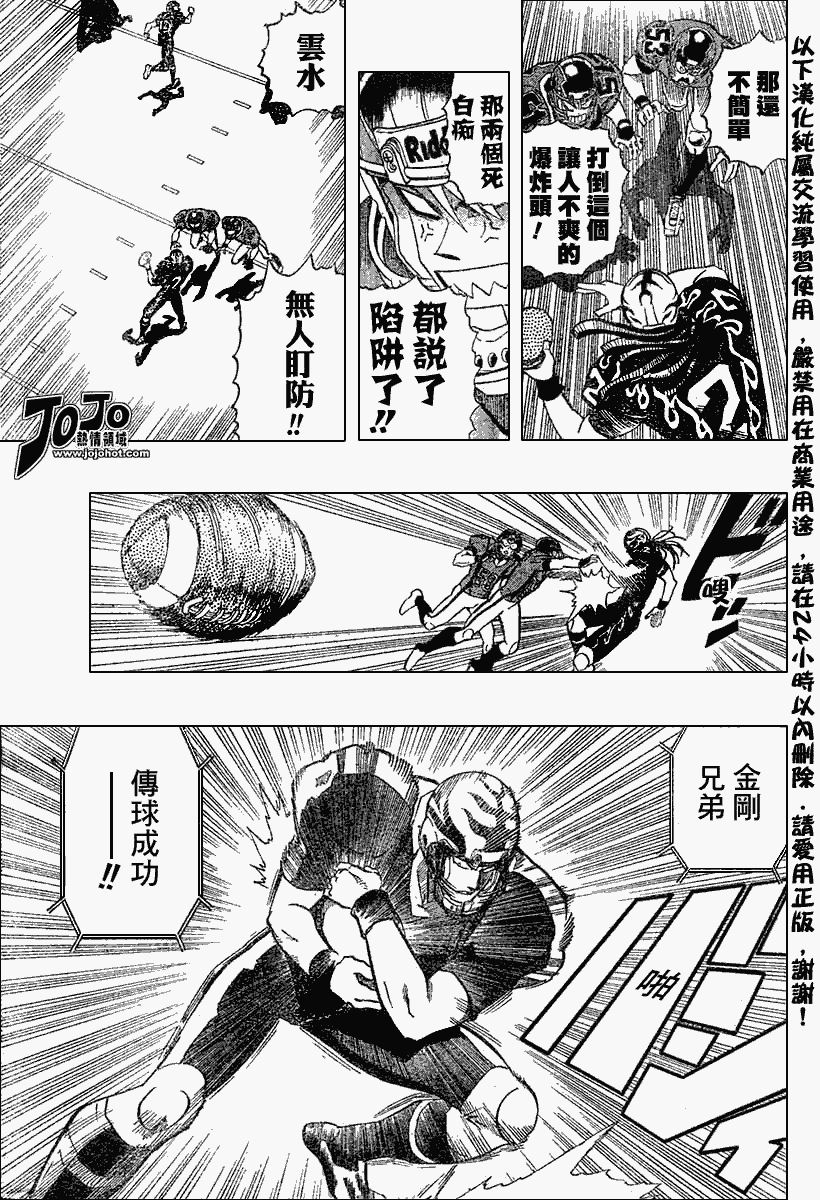 那還
不簡單
打倒這個
讓人不爽的
爆炸頭！
那兩個死
白痴
Ridd
都說了
陷阱了!!
雲水
無人盯防!!
JOJO
熱情領域
www.jojohot.com
ドド
嗖
金剛
兄弟
傳球成功
——!!
啪
以下漢化純屬交流學習使用，嚴禁用在商業用途，請在24小時以內刪除．請愛用正版，謝謝！
53